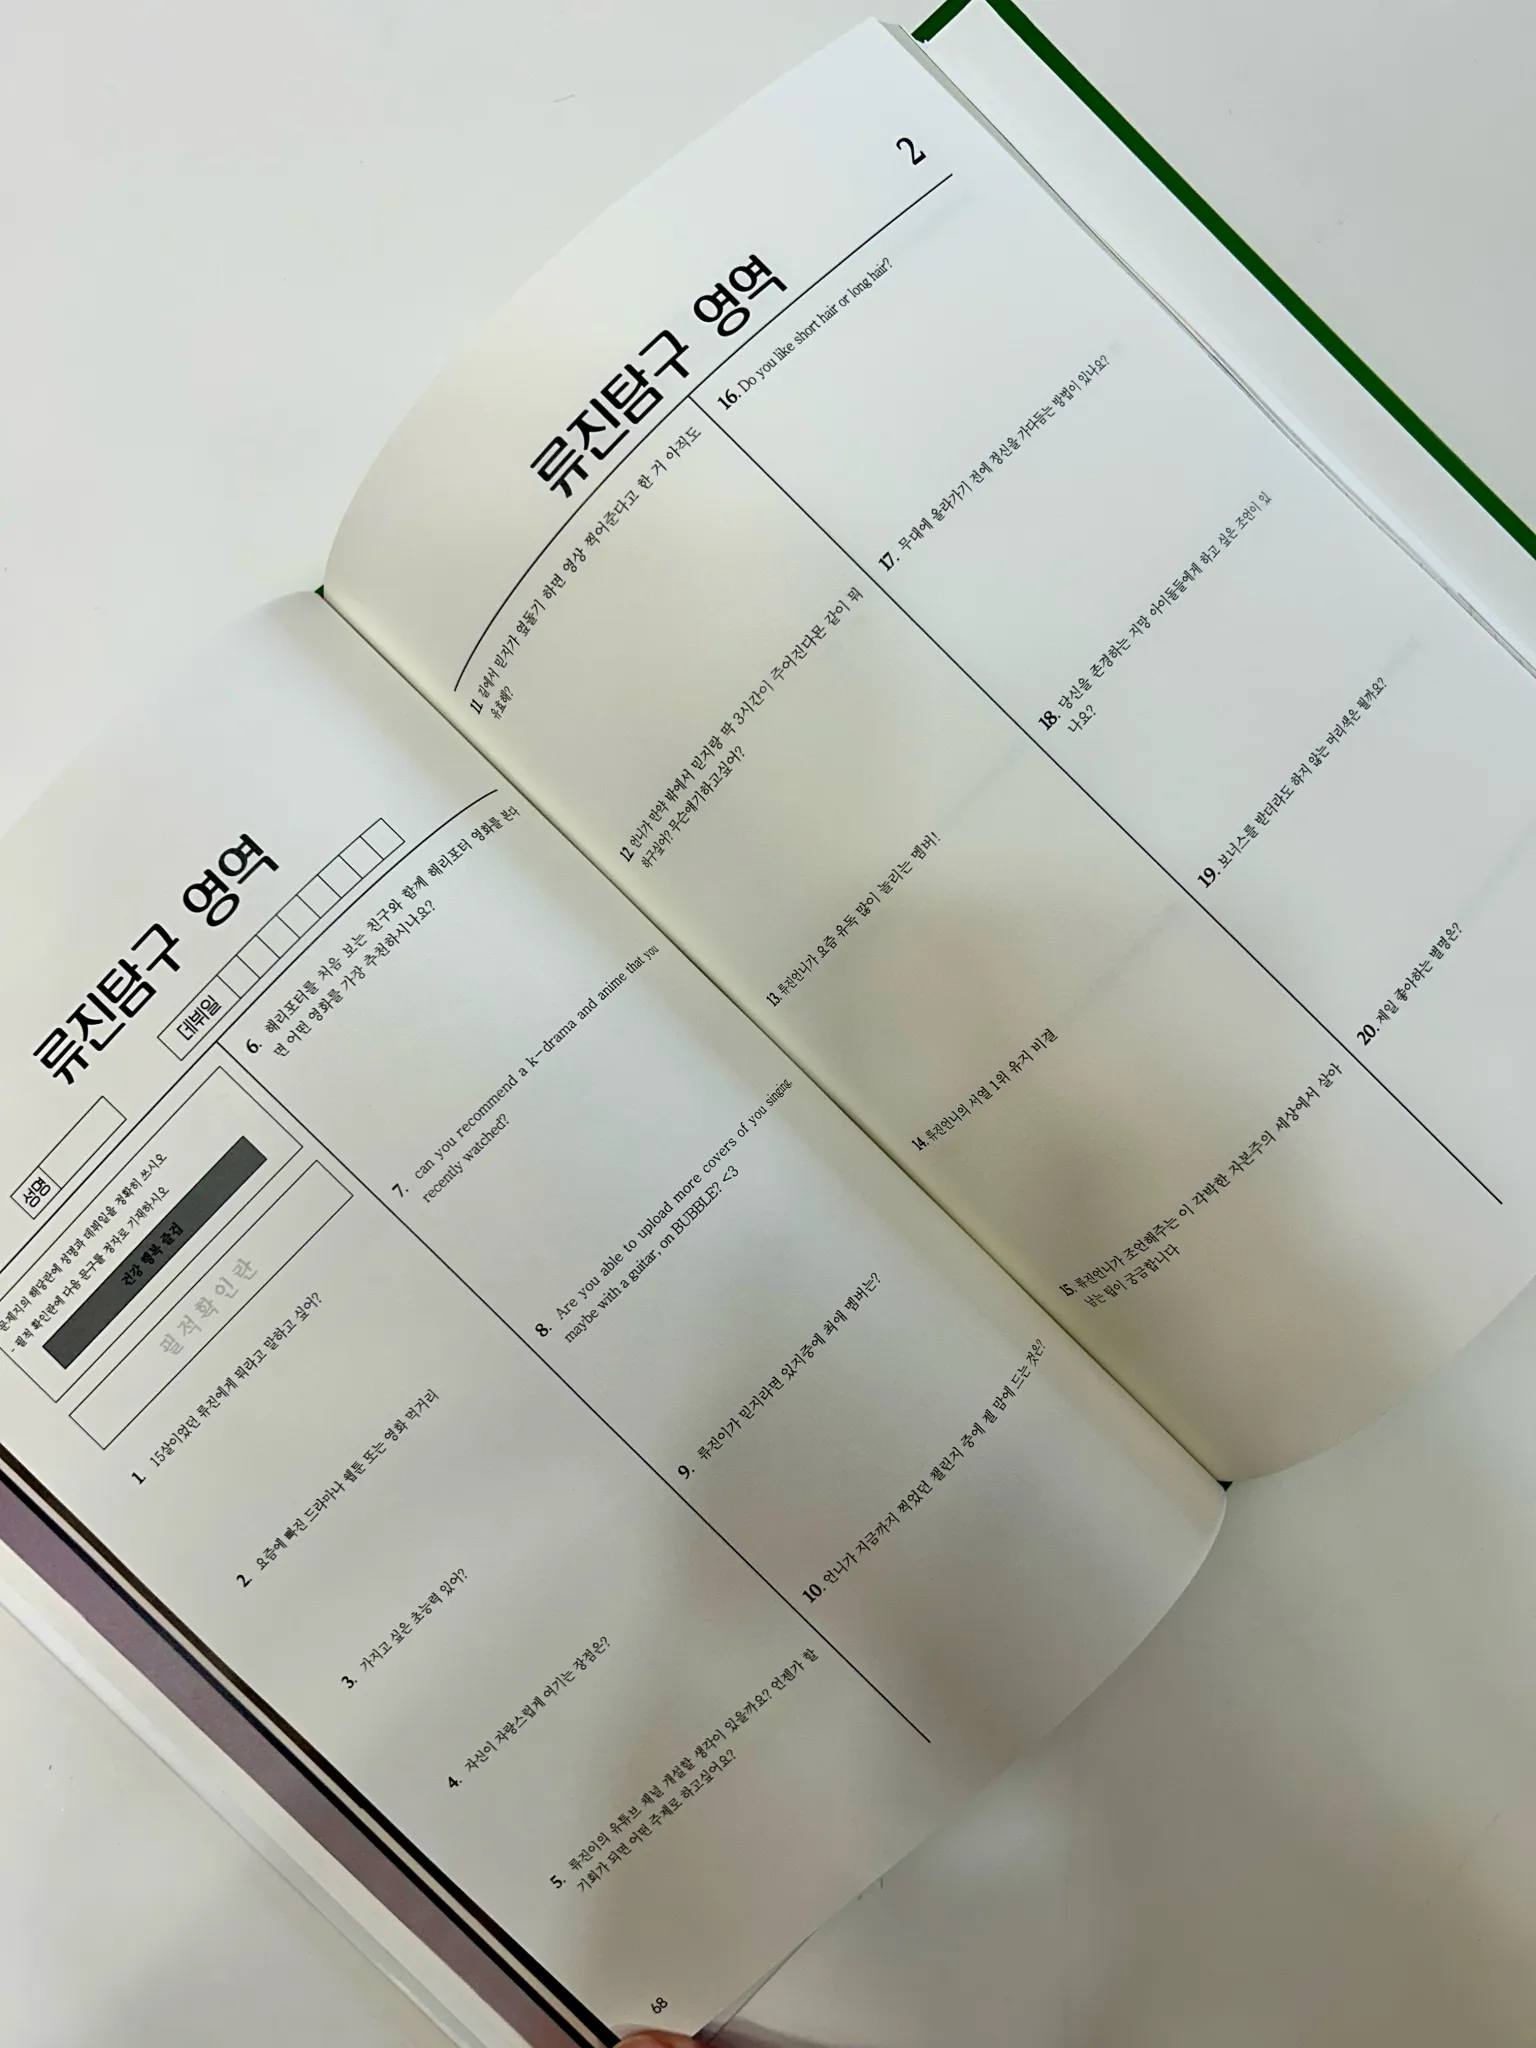 류진탐구 영역
성명
데뷔일
문제지의 해당란에 성명과 데뷔일을 정확히 쓰시오
- 필적 확인란에 다음 문구를 정자로 기재하시오
건강 행복 즐겁
필적확인란
1. 15살이었던 류진에게 뭐라고 말하고 싶어?
2. 요즘에 빠진 드라마나 웹툰 또는 영화 먹거리
3. 가지고 싶은 초능력 있어?
4. 자신이 자랑스럽게 여기는 장점은?
5. 류진이의 유튜브 채널 개설할 생각이 있을까요? 언젠가 할
기회가 되면 어떤 주제로 하고싶어요?
6. 해리포터를 처음 보는 친구와 함께 해리포터 영화를 본다
면 어떤 영화를 가장 추천하시나요?
7. can you recommend a k-drama and anime that you
recently watched?
8. Are you able to upload more covers of you singing,
maybe with a guitar, on BUBBLE? <3
9. 류진이가 믿지라면 있지중에 최애 멤버는?
10. 언니가 지금까지 찍었던 챌린지 중에 젤 맘에 드는 것은?
68
2
류진탐구 영역
11. 길에서 믿지가 옆돌기 하면 영상 찍어준다고 한 거 아직도
유효해?
12. 언니가 만약 밖에서 믿지랑 딱 3시간이 주어진다묜 같이 뭐
하구싶어? 무슨얘기하고싶어?
13. 류진언니가 요즘 유독 많이 놀리는 멤버!
14. 류진언니의 서열 1위 유지 비결
15. 류진언니가 조언해주는 이 각박한 자본주의 세상에서 살아
남는 팁이 궁금합니다
16. Do you like short hair or long hair?
17. 무대에 올라가기 전에 정신을 가다듬는 방법이 있나요?
18. 당신을 존경하는 지망 아이돌들에게 하고 싶은 조언이 있
나요?
19. 보너스를 받더라도 하지 않는 머리색은 뭘까요?
20. 제일 좋아하는 별명은?